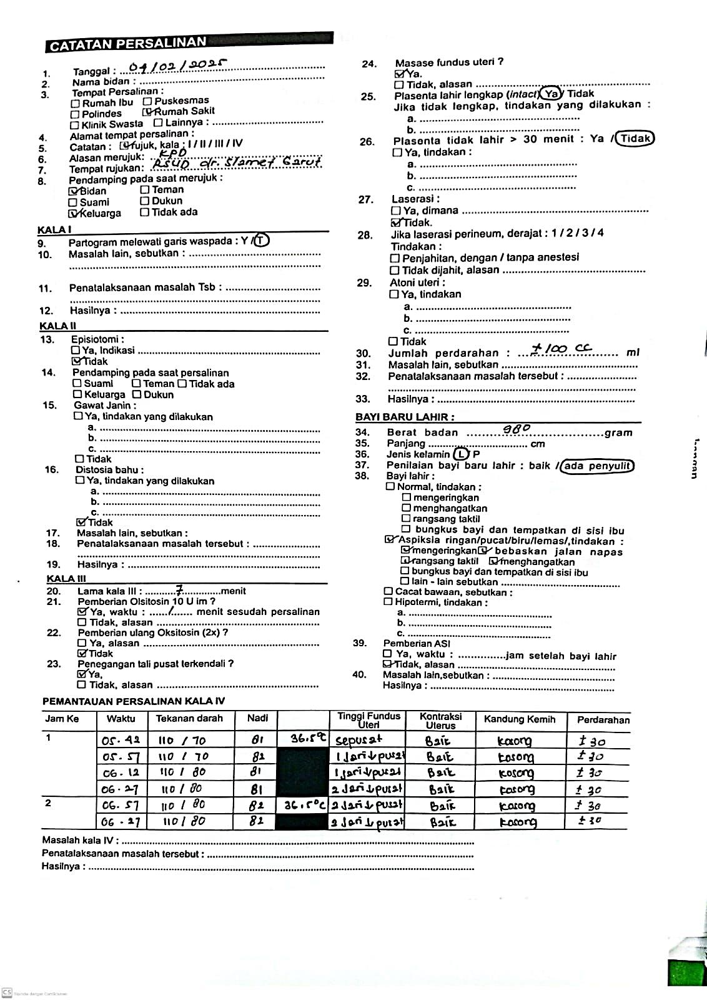 CATATAN PERSALINAN
1. Tanggal : 04/02/2025
2. Nama bidan :
3. Tempat Persalinan :
☐ Rumah Ibu ☐ Puskesmas
☐ Polindes ☑ Rumah Sakit
☐ Klinik Swasta ☐ Lainnya :
4. Alamat tempat persalinan :
5. Catatan : ☑ rujuk, kala : I / II / III / IV
6. Alasan merujuk: KPD
7. Tempat rujukan: RSUD dr. Slamet Garut.
8. Pendamping pada saat merujuk :
☑ Bidan ☐ Teman
☐ Suami ☐ Dukun
☑ Keluarga ☐ Tidak ada
KALA I
9. Partogram melewati garis waspada : Y / T
10. Masalah lain, sebutkan :
11. Penatalaksanaan masalah Tsb :
12. Hasilnya :
KALA II
13. Episiotomi :
☐ Ya, Indikasi
☑ Tidak
14. Pendamping pada saat persalinan
☐ Suami ☐ Teman ☐ Tidak ada
☐ Keluarga ☐ Dukun
15. Gawat Janin :
☐ Ya, tindakan yang dilakukan
a.
b.
c.
☐ Tidak
16. Distosia bahu :
☐ Ya, tindakan yang dilakukan
a.
b.
c.
☑ Tidak
17. Masalah lain, sebutkan :
18. Penatalaksanaan masalah tersebut :
19. Hasilnya :
KALA III
20. Lama kala III : 7 menit
21. Pemberian Olsitosin 10 U im ?
☑ Ya, waktu : 1 menit sesudah persalinan
☐ Tidak, alasan
22. Pemberian ulang Oksitosin (2x) ?
☐ Ya, alasan
☑ Tidak
23. Penegangan tali pusat terkendali ?
☑ Ya,
☐ Tidak, alasan
24. Masase fundus uteri ?
☑ Ya.
☐ Tidak, alasan
25. Plasenta lahir lengkap (intact) Ya / Tidak
Jika tidak lengkap, tindakan yang dilakukan :
a.
b.
26. Plasenta tidak lahir > 30 menit : Ya / Tidak
☐ Ya, tindakan :
a.
b.
c.
27. Laserasi :
☐ Ya, dimana
☑ Tidak.
28. Jika laserasi perineum, derajat : 1 / 2 / 3 / 4
Tindakan :
☐ Penjahitan, dengan / tanpa anestesi
☐ Tidak dijahit, alasan
29. Atoni uteri :
☐ Ya, tindakan
a.
b.
c.
☐ Tidak
30. Jumlah perdarahan : ± 100 cc ml
31. Masalah lain, sebutkan
32. Penatalaksanaan masalah tersebut :
33. Hasilnya :
BAYI BARU LAHIR :
34. Berat badan 980 gram
35. Panjang cm
36. Jenis kelamin L / P
37. Penilaian bayi baru lahir : baik / ada penyulit
38. Bayi lahir :
☐ Normal, tindakan :
☐ mengeringkan
☐ menghangatkan
☐ rangsang taktil
☐ bungkus bayi dan tempatkan di sisi ibu
☑ Aspiksia ringan/pucat/biru/lemas/,tindakan :
☑ mengeringkan ☑ bebaskan jalan napas
☑ rangsang taktil ☑ menghangatkan
☐ bungkus bayi dan tempatkan di sisi ibu
☐ lain - lain sebutkan
☐ Cacat bawaan, sebutkan :
☐ Hipotermi, tindakan :
a.
b.
c.
39. Pemberian ASI
☐ Ya, waktu : jam setelah bayi lahir
☑ Tidak, alasan
40. Masalah lain,sebutkan :
Hasilnya :
PEMANTAUAN PERSALINAN KALA IV
Jam Ke Waktu Tekanan darah Nadi Tinggi Fundus Uteri Kontraksi Uterus Kandung Kemih Perdarahan
1 05.42 110 / 70 81 36.5°C sepusat Baik kosong ± 30
05.57 110 / 70 82 1 Jari ↓ pusat Baik kosong ± 30
06.12 110 / 80 81 1 jari ↓ pusat Baik kosong ± 30
06.27 110 / 80 81 2 Jari ↓ pusat Baik kosong ± 30
2 06.57 110 / 80 82 36.5°C 2 Jari ↓ pusat Baik kosong ± 30
06.27 110 / 80 82 2 Jari ↓ pusat Baik kosong ± 30
Masalah kala IV :
Penatalaksanaan masalah tersebut :
Hasilnya :
CS Dipindai dengan CamScanner